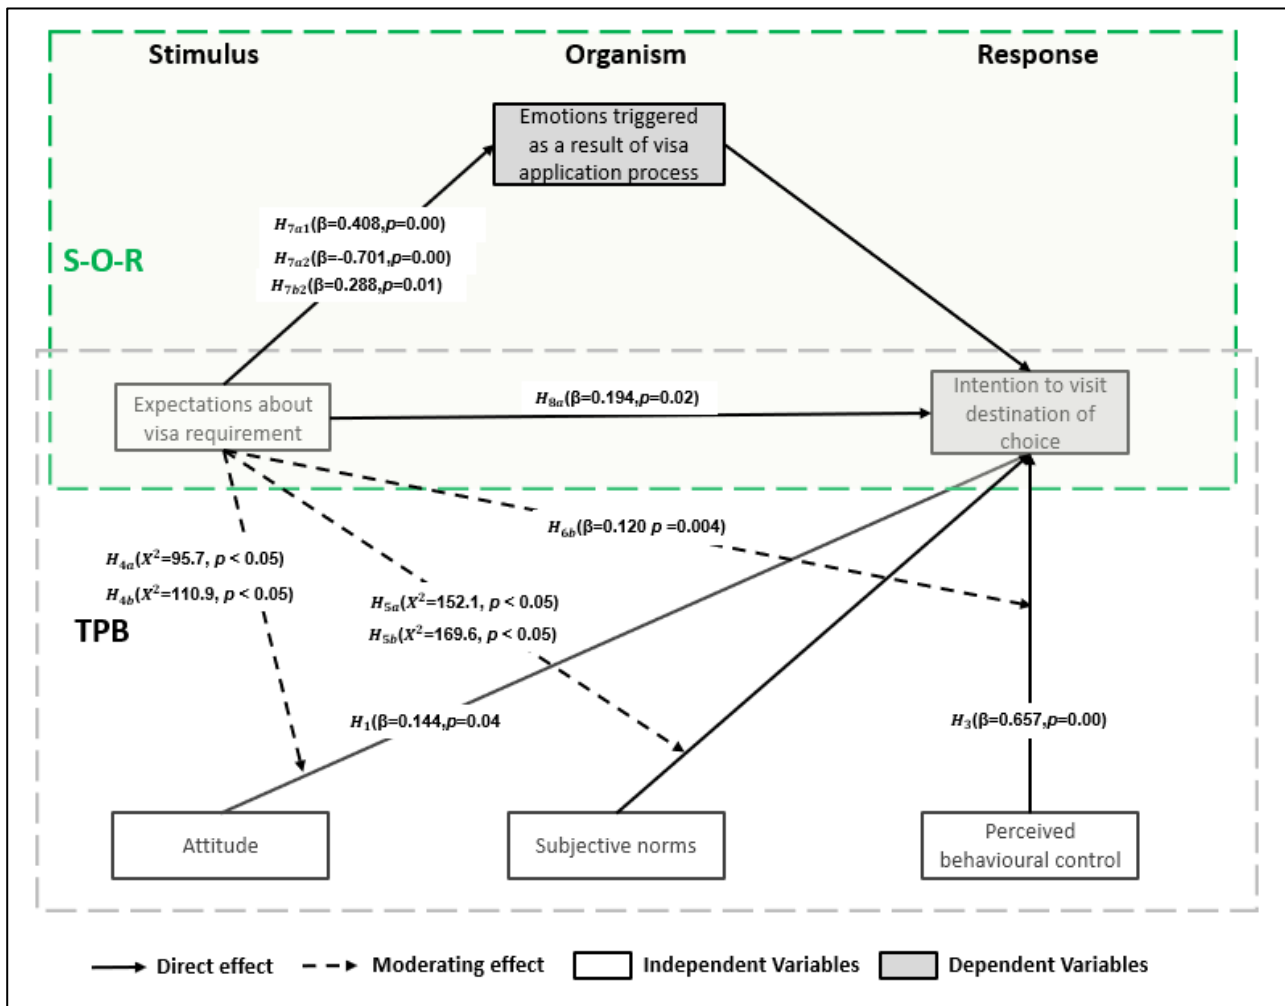 Stimulus
Organism
Response
Emotions triggered
as a result of visa
application process
H7a1(β=0.408,p=0.00)
H7a2(β=-0.701,p=0.00)
H7b2(β=0.288,p=0.01)
S-O-R
Expectations about
visa requirement
H8a(β=0.194,p=0.02)
Intention to visit
destination of
choice
H6b(β=0.120 p =0.004)
H4a(X²=95.7, p < 0.05)
H4b(X²=110.9, p < 0.05)
H5a(X²=152.1, p < 0.05)
H5b(X²=169.6, p < 0.05)
TPB
H1(β=0.144,p=0.04
H3(β=0.657,p=0.00)
Attitude
Subjective norms
Perceived
behavioural control
Direct effect
Moderating effect
Independent Variables
Dependent Variables